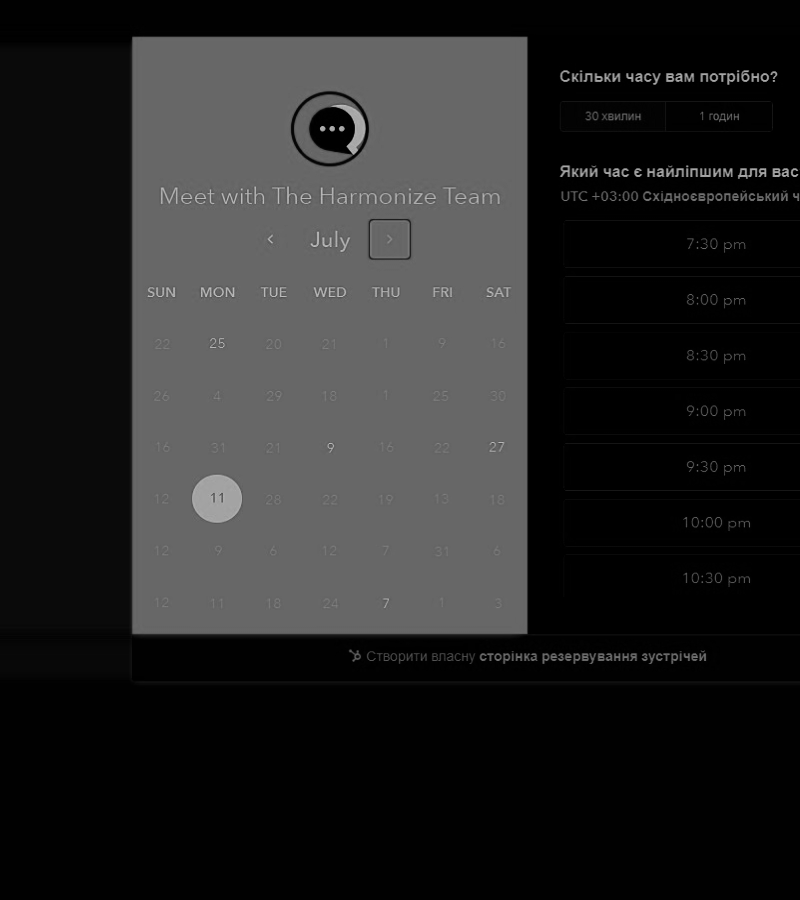 Meet with The Harmonize Team
July
SUN MON TUE WED THU FRI SAT
22 25 20 21 1 9 16
26 4 29 18 1 25 30
16 31 21 9 16 22 27
12 11 28 22 19 13 18
12 9 6 12 7 31 6
12 11 18 24 7 1 3
Скільки часу вам потрібно?
30 хвилин 1 годин
Який час є найліпшим для вас
UTC +03:00 Східноєвропейський ч
7:30 pm
8:00 pm
8:30 pm
9:00 pm
9:30 pm
10:00 pm
10:30 pm
Створити власну сторінка резервування зустрічей